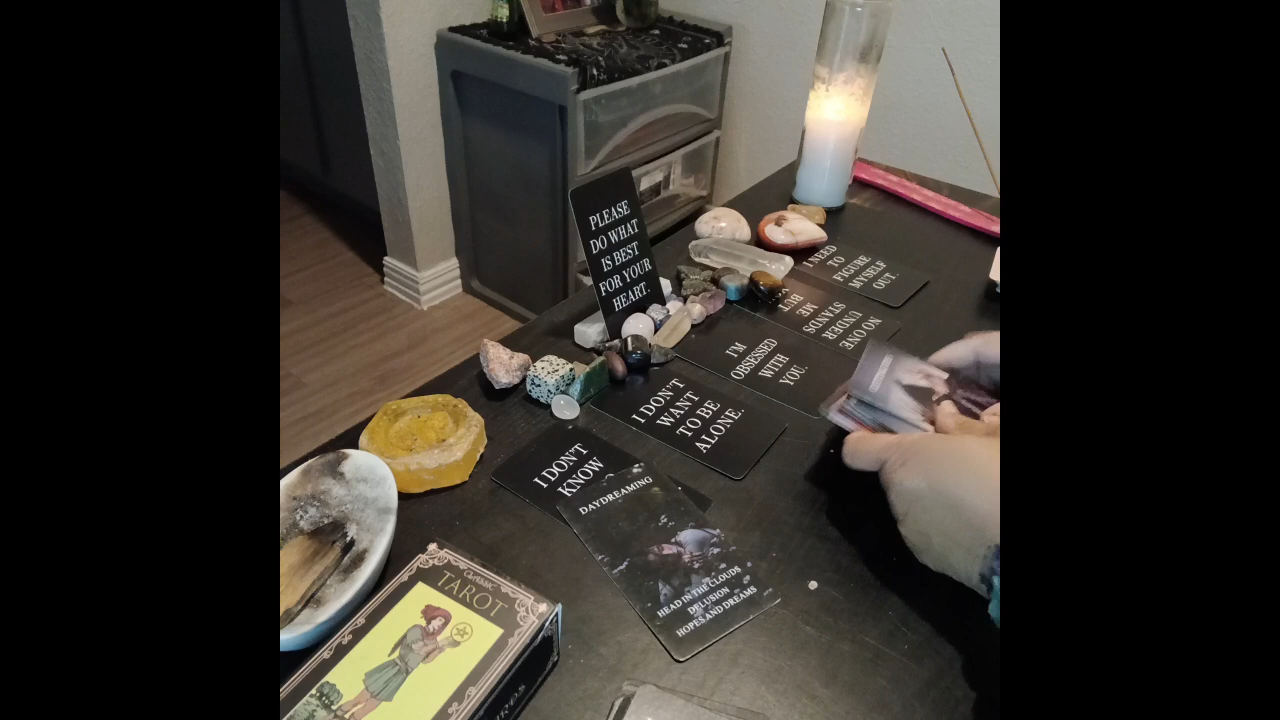 PLEASE
DO WHAT
IS BEST
FOR YOUR
HEART.
I NEED
TO
FIGURE
MYSELF
OUT.
NO ONE
UNDER
STANDS
ME
BUT
I'M
OBSESSED
WITH
YOU.
I DON'T
WANT
TO BE
ALONE.
I DON'T
KNOW
DAYDREAMING
HEAD IN THE CLOUDS
DELUSION
HOPES AND DREAMS
CLASSIC
TAROT